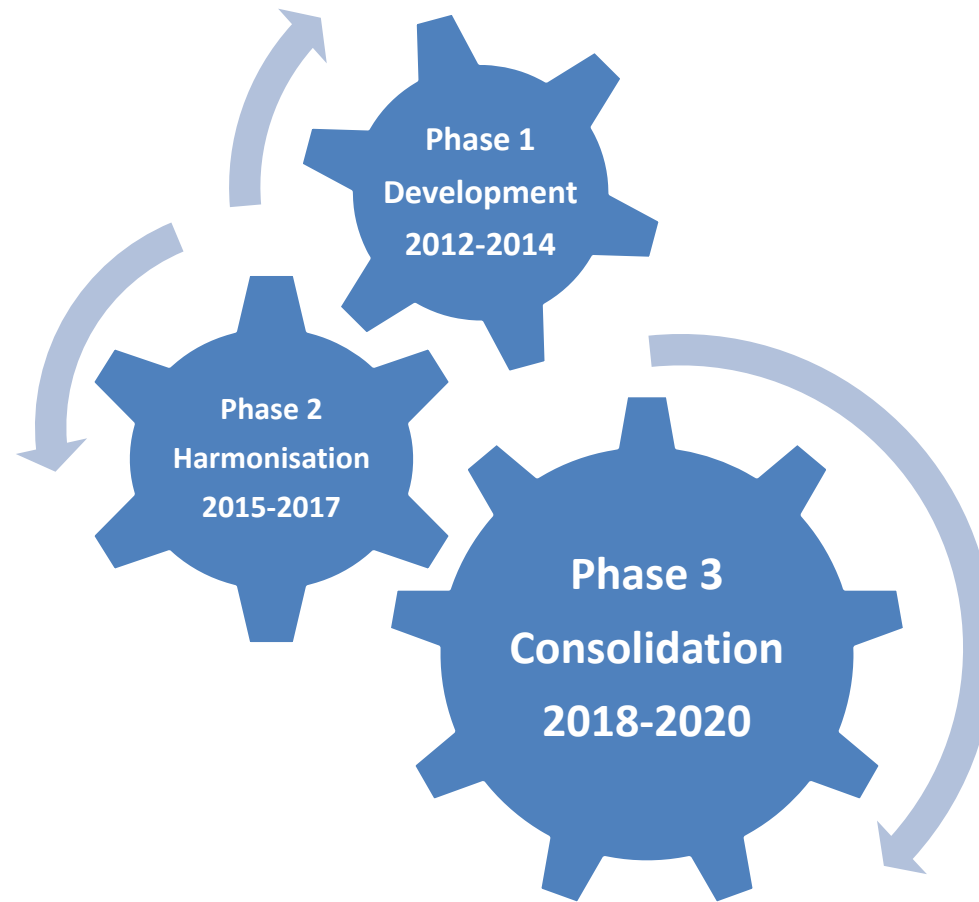 Phase 1
Development
2012-2014
Phase 2
Harmonisation
2015-2017
Phase 3
Consolidation
2018-2020